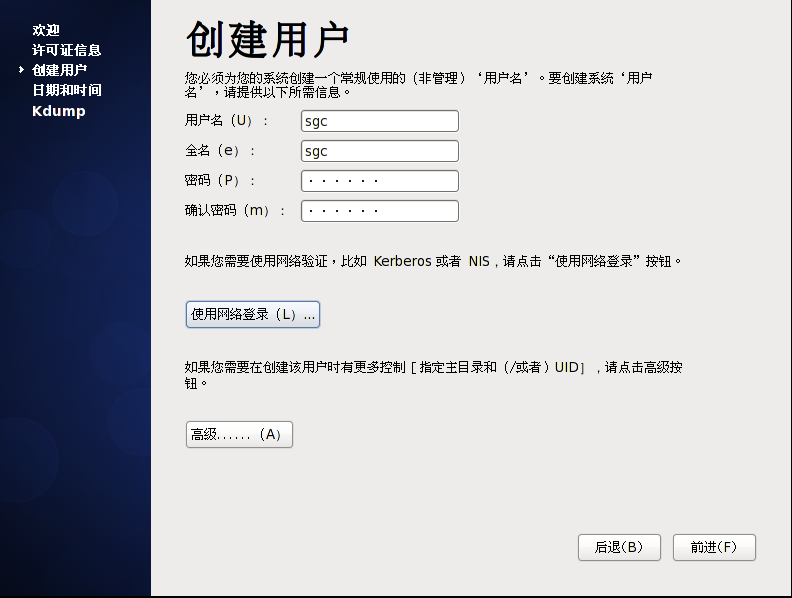 欢迎
许可证信息
创建用户
日期和时间
Kdump
创建用户
您必须为您的系统创建一个常规使用的（非管理）‘用户名’。要创建系统‘用户
名’，请提供以下所需信息。
用户名（U）： sgc
全名（e）： sgc
密码（P）： ······
确认密码（m）： ······
如果您需要使用网络验证，比如 Kerberos 或者 NIS，请点击“使用网络登录”按钮。
使用网络登录（L）...
如果您需要在创建该用户时有更多控制［指定主目录和（/或者）UID］，请点击高级按
钮。
高级......（A）
后退(B) 前进(F)